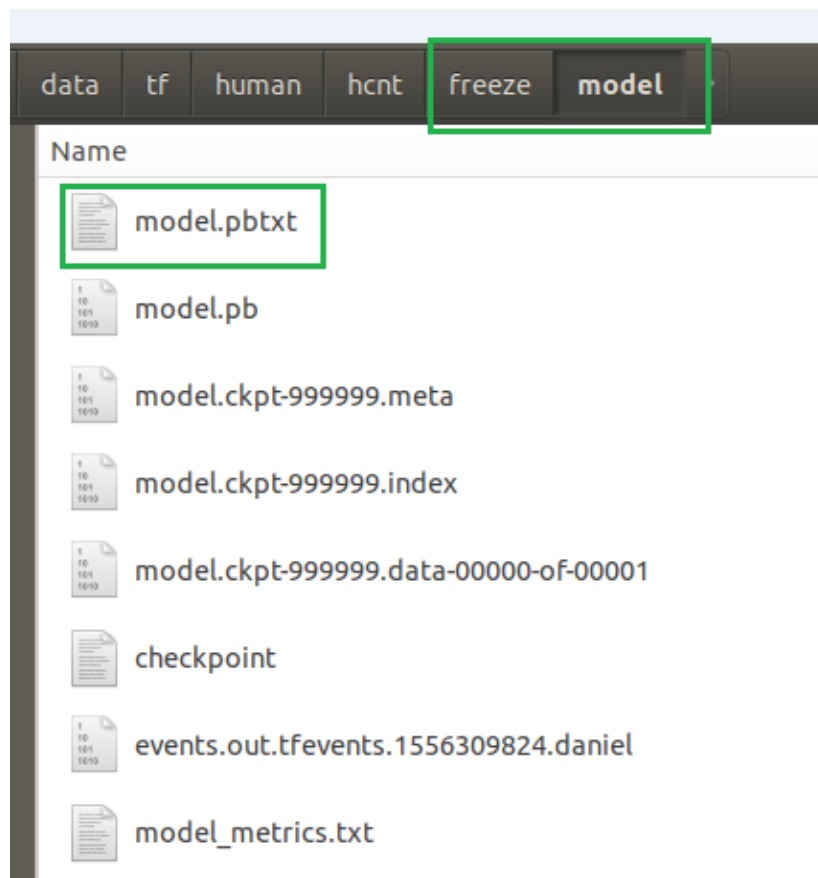 data tf human hcnt freeze model
Name
model.pbtxt
model.pb
model.ckpt-999999.meta
model.ckpt-999999.index
model.ckpt-999999.data-00000-of-00001
checkpoint
events.out.tfevents.1556309824.daniel
model_metrics.txt